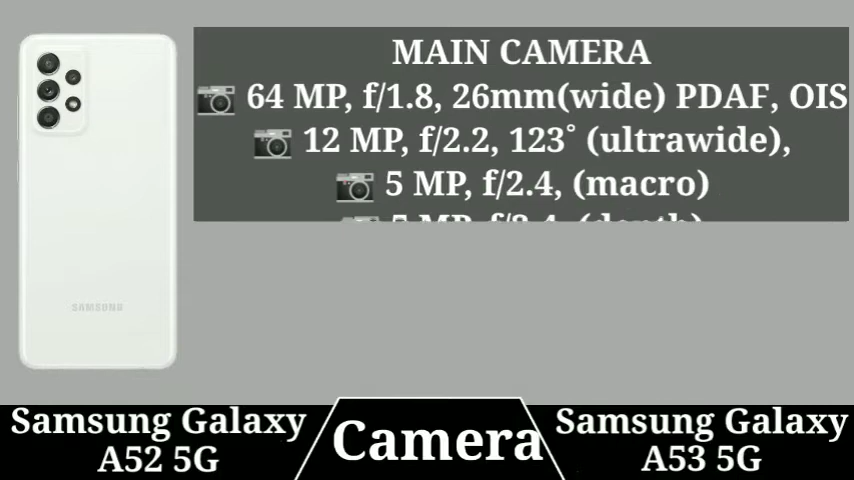 MAIN CAMERA
📷 64 MP, f/1.8, 26mm(wide) PDAF, OIS
📷 12 MP, f/2.2, 123˚ (ultrawide),
📷 5 MP, f/2.4, (macro)
SAMSUNG
Samsung Galaxy
A52 5G
Camera
Samsung Galaxy
A53 5G